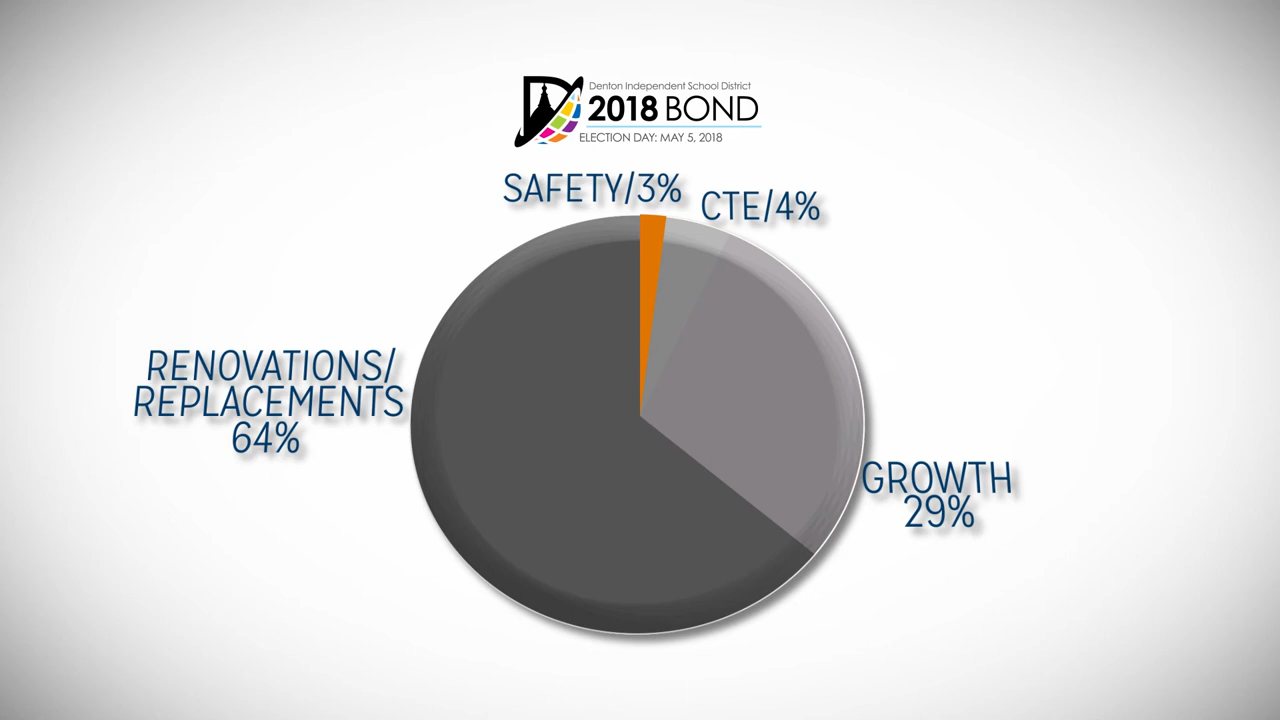 Denton Independent School District
2018 BOND
ELECTION DAY: MAY 5, 2018
SAFETY/3%
CTE/4%
RENOVATIONS/
REPLACEMENTS
64%
GROWTH
29%